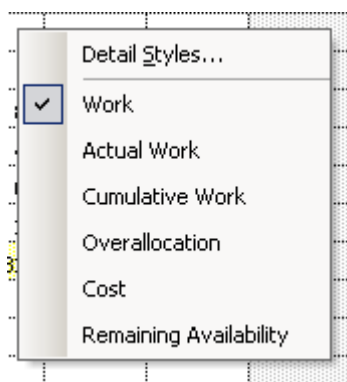 Detail Styles...
Work
Actual Work
Cumulative Work
Overallocation
Cost
Remaining Availability